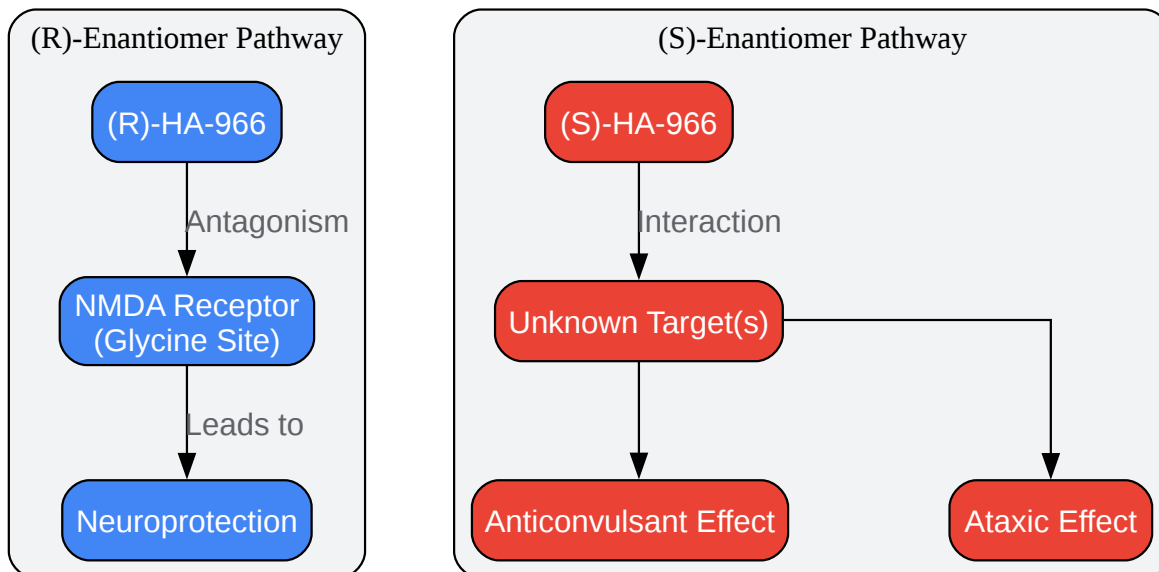 (R)-Enantiomer Pathway
(R)-HA-966
Antagonism
NMDA Receptor
(Glycine Site)
Leads to
Neuroprotection
(S)-Enantiomer Pathway
(S)-HA-966
Interaction
Unknown Target(s)
Anticonvulsant Effect
Ataxic Effect